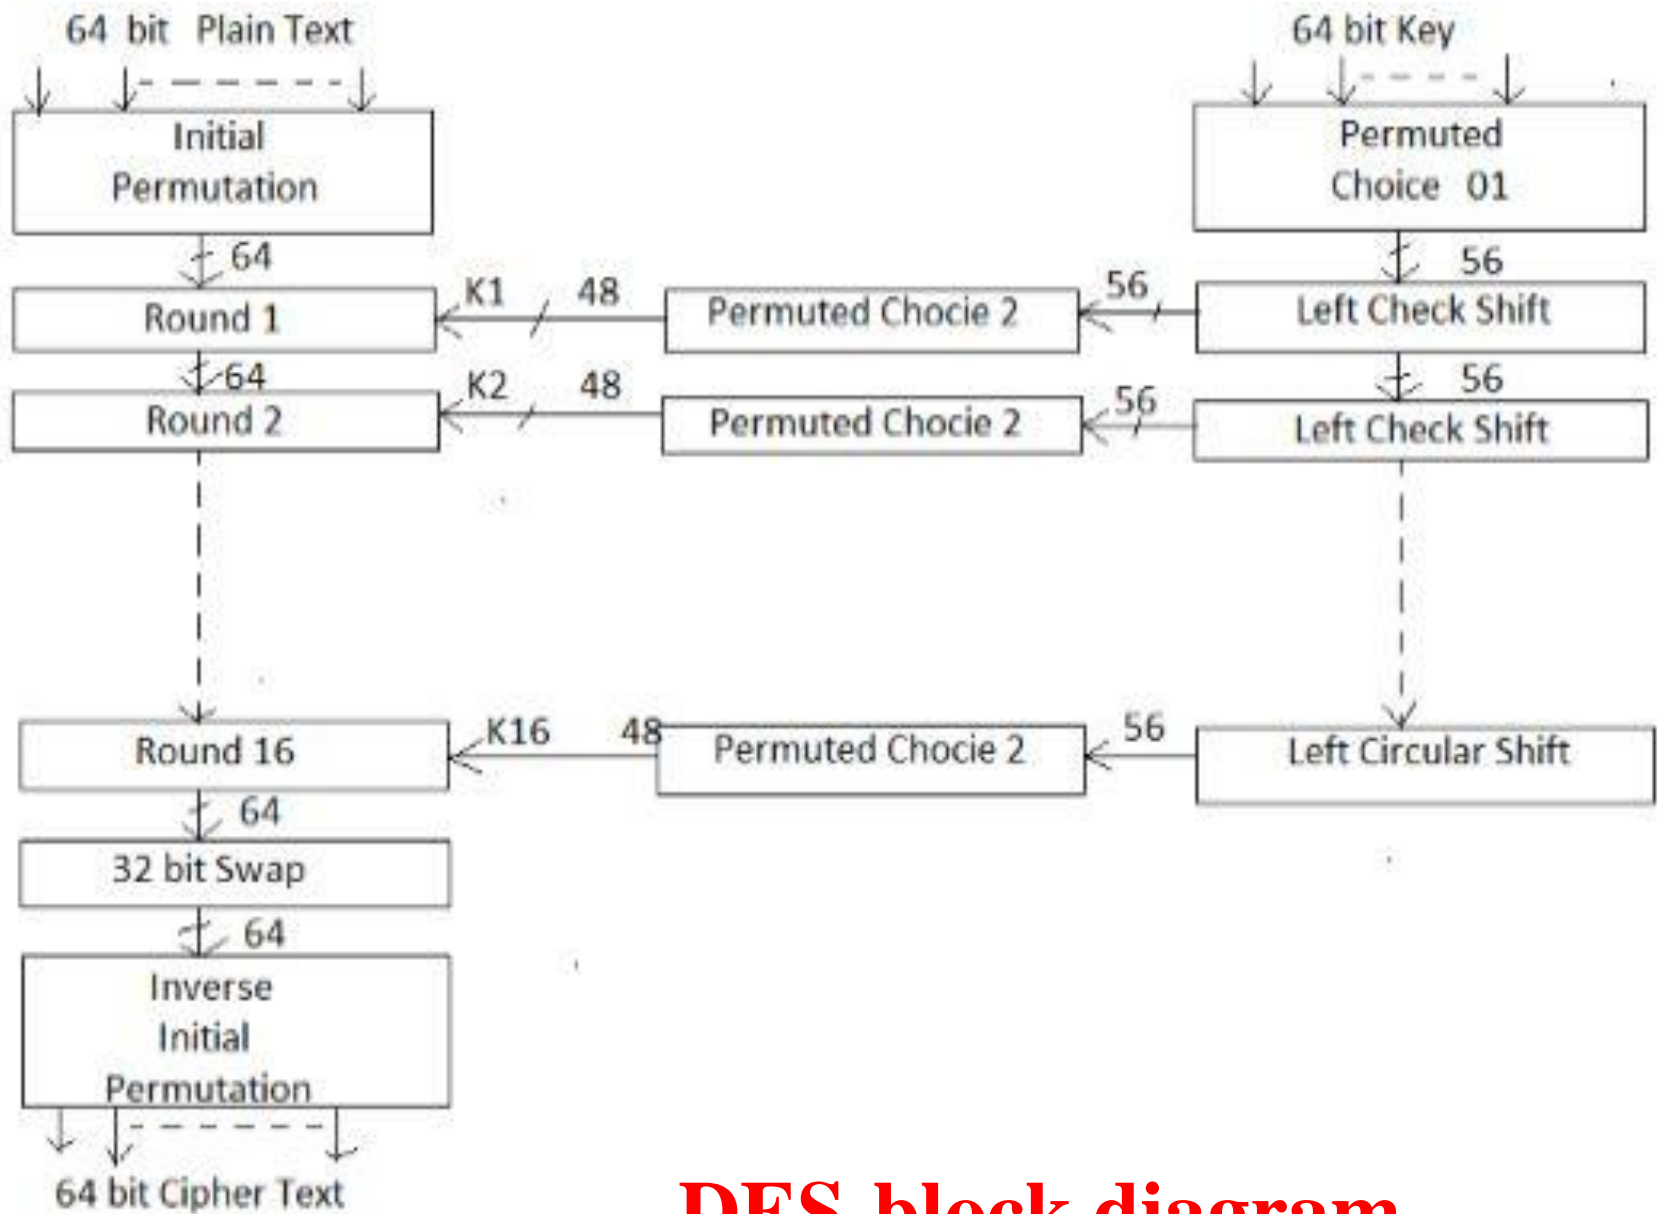 64 bit Plain Text
64 bit Key
Initial
Permutation
Permuted
Choice 01
64
56
Round 1
K1
48
Permuted Chocie 2
56
Left Check Shift
64
56
Round 2
K2
48
Permuted Chocie 2
56
Left Check Shift
Round 16
K16
48
Permuted Chocie 2
56
Left Circular Shift
64
32 bit Swap
64
Inverse
Initial
Permutation
64 bit Cipher Text
DES block diagram